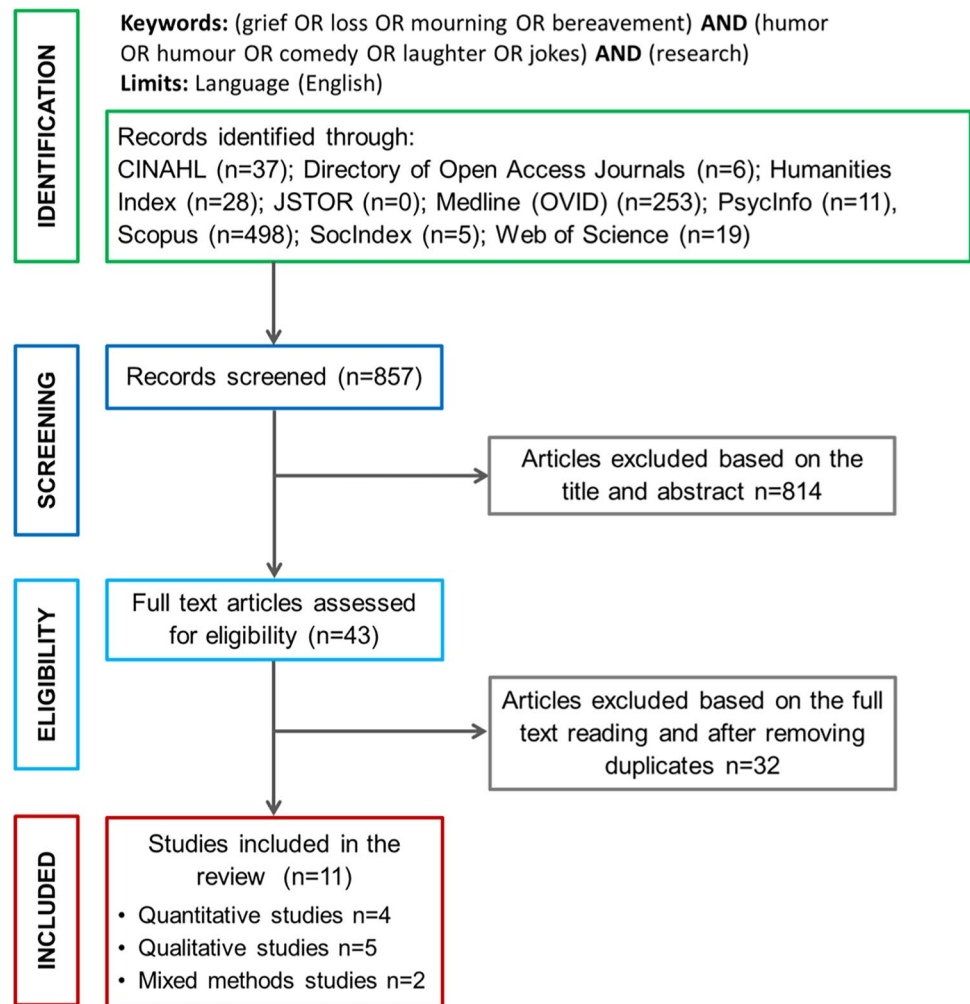 IDENTIFICATION
Keywords: (grief OR loss OR mourning OR bereavement) AND (humor
OR humour OR comedy OR laughter OR jokes) AND (research)
Limits: Language (English)
Records identified through:
CINAHL (n=37); Directory of Open Access Journals (n=6); Humanities
Index (n=28); JSTOR (n=0); Medline (OVID) (n=253); PsycInfo (n=11),
Scopus (n=498); SocIndex (n=5); Web of Science (n=19)
SCREENING
Records screened (n=857)
Articles excluded based on the
title and abstract n=814
ELIGIBILITY
Full text articles assessed
for eligibility (n=43)
Articles excluded based on the full
text reading and after removing
duplicates n=32
INCLUDED
Studies included in the
review (n=11)
• Quantitative studies n=4
• Qualitative studies n=5
• Mixed methods studies n=2